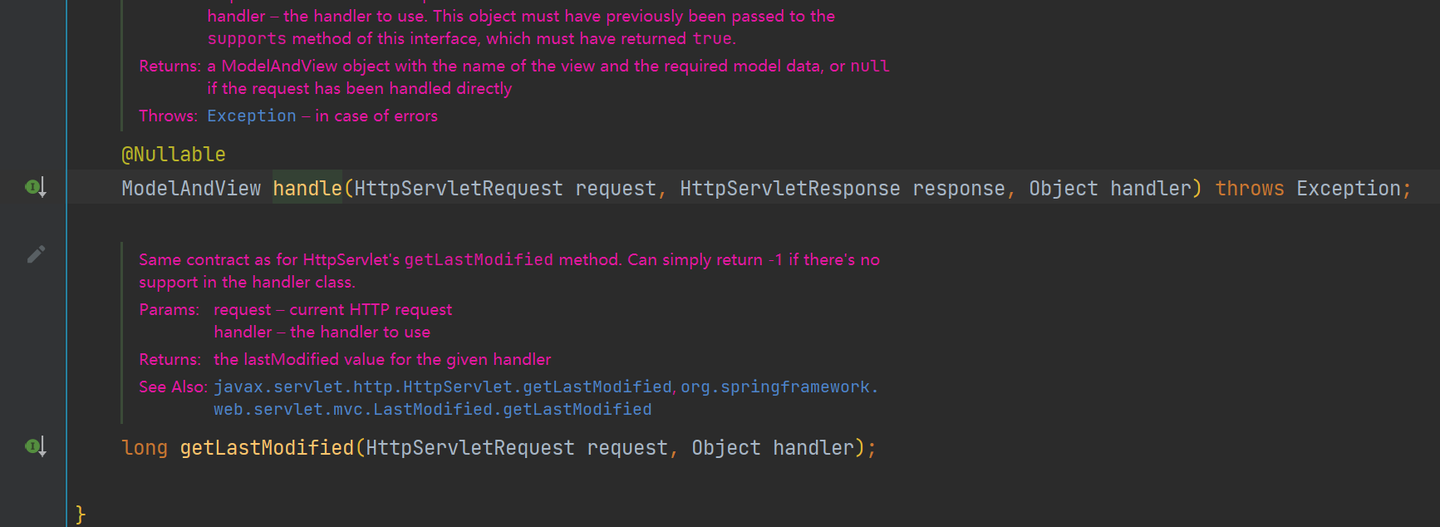 handler – the handler to use. This object must have previously been passed to the
supports method of this interface, which must have returned true.
Returns: a ModelAndView object with the name of the view and the required model data, or null
if the request has been handled directly
Throws: Exception – in case of errors
@Nullable
ModelAndView handle(HttpServletRequest request, HttpServletResponse response, Object handler) throws Exception;
Same contract as for HttpServlet's getLastModified method. Can simply return -1 if there's no
support in the handler class.
Params: request – current HTTP request
handler – the handler to use
Returns: the lastModified value for the given handler
See Also: javax.servlet.http.HttpServlet.getLastModified, org.springframework.
web.servlet.mvc.LastModified.getLastModified
long getLastModified(HttpServletRequest request, Object handler);
}